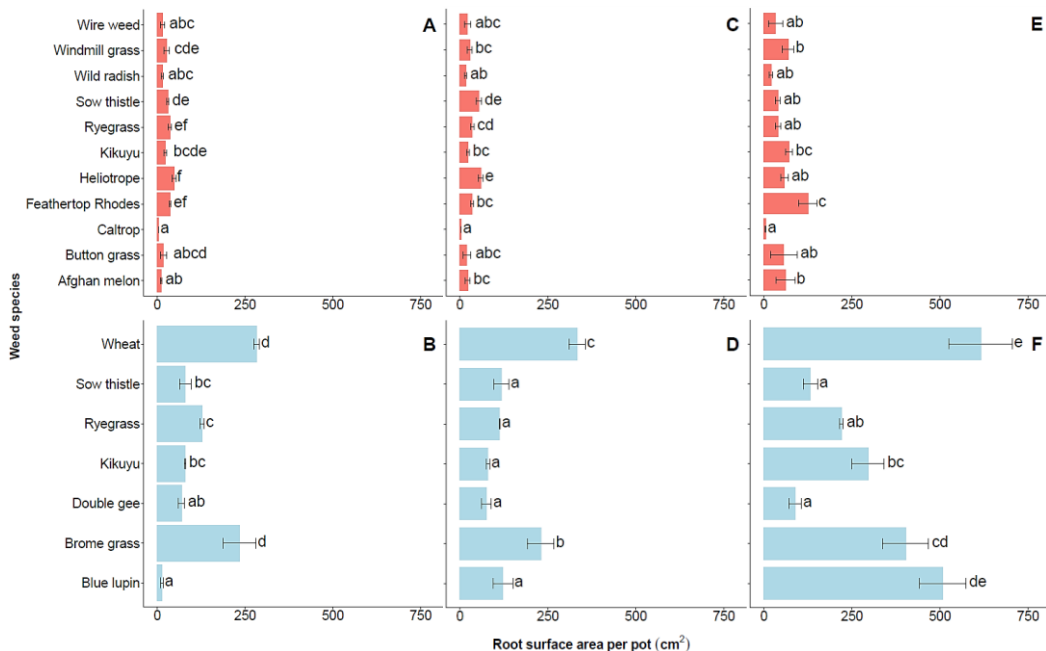 A
C
E
Wire weed abc abc ab
Windmill grass cde bc b
Wild radish abc ab ab
Sow thistle de de ab
Ryegrass ef cd ab
Kikuyu bcde bc bc
Heliotrope f e ab
Feathertop Rhodes ef bc c
Caltrop a a a
Button grass abcd abc ab
Afghan melon ab bc b
0 250 500 750 0 250 500 750 0 250 500 750
Weed species
B
D
F
Wheat d c e
Sow thistle bc a a
Ryegrass c a ab
Kikuyu bc a bc
Double gee ab a a
Brome grass d b cd
Blue lupin a a de
0 250 500 750 0 250 500 750 0 250 500 750
Root surface area per pot (cm²)